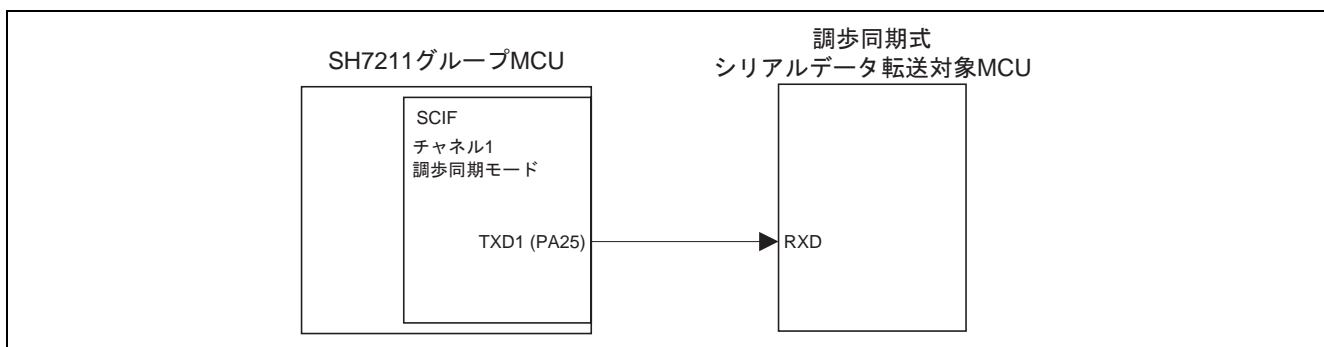 SH7211グループMCU
SCIF
チャネル1
調歩同期モード
TXD1 (PA25)
調歩同期式
シリアルデータ転送対象MCU
RXD